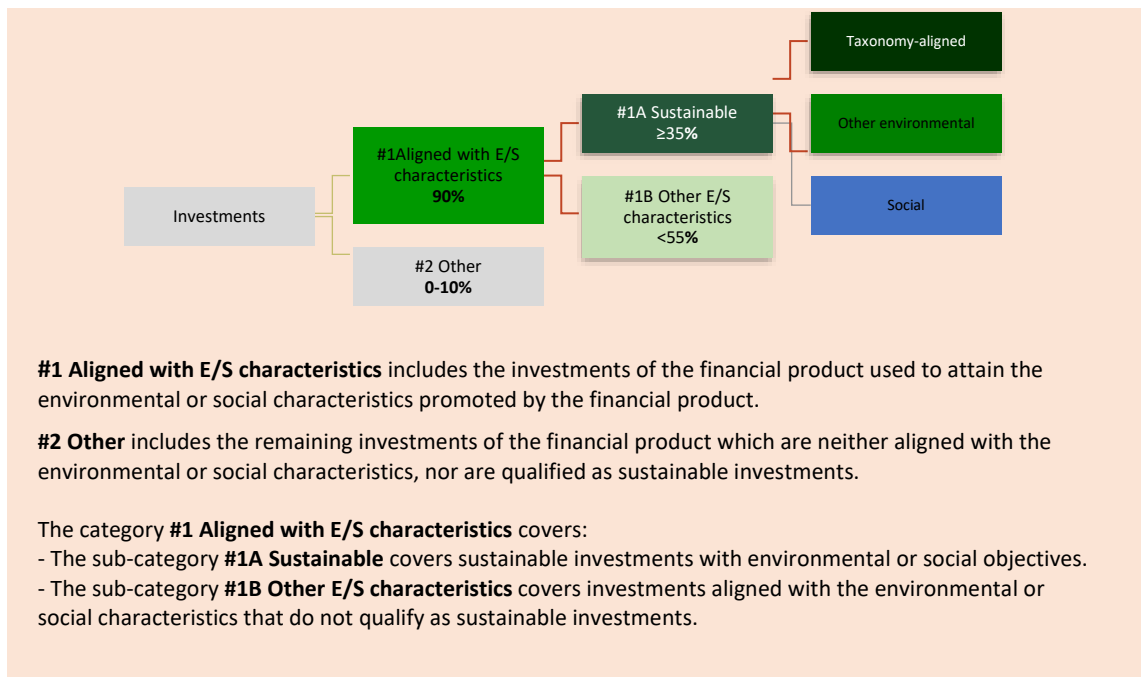 Taxonomy-aligned
#1A Sustainable
≥35%
Other environmental
#1Aligned with E/S
characteristics
90%
#1B Other E/S
characteristics
<55%
Investments
Social
#2 Other
0-10%
#1 Aligned with E/S characteristics includes the investments of the financial product used to attain the
environmental or social characteristics promoted by the financial product.
#2 Other includes the remaining investments of the financial product which are neither aligned with the
environmental or social characteristics, nor are qualified as sustainable investments.
The category #1 Aligned with E/S characteristics covers:
- The sub-category #1A Sustainable covers sustainable investments with environmental or social objectives.
- The sub-category #1B Other E/S characteristics covers investments aligned with the environmental or
social characteristics that do not qualify as sustainable investments.